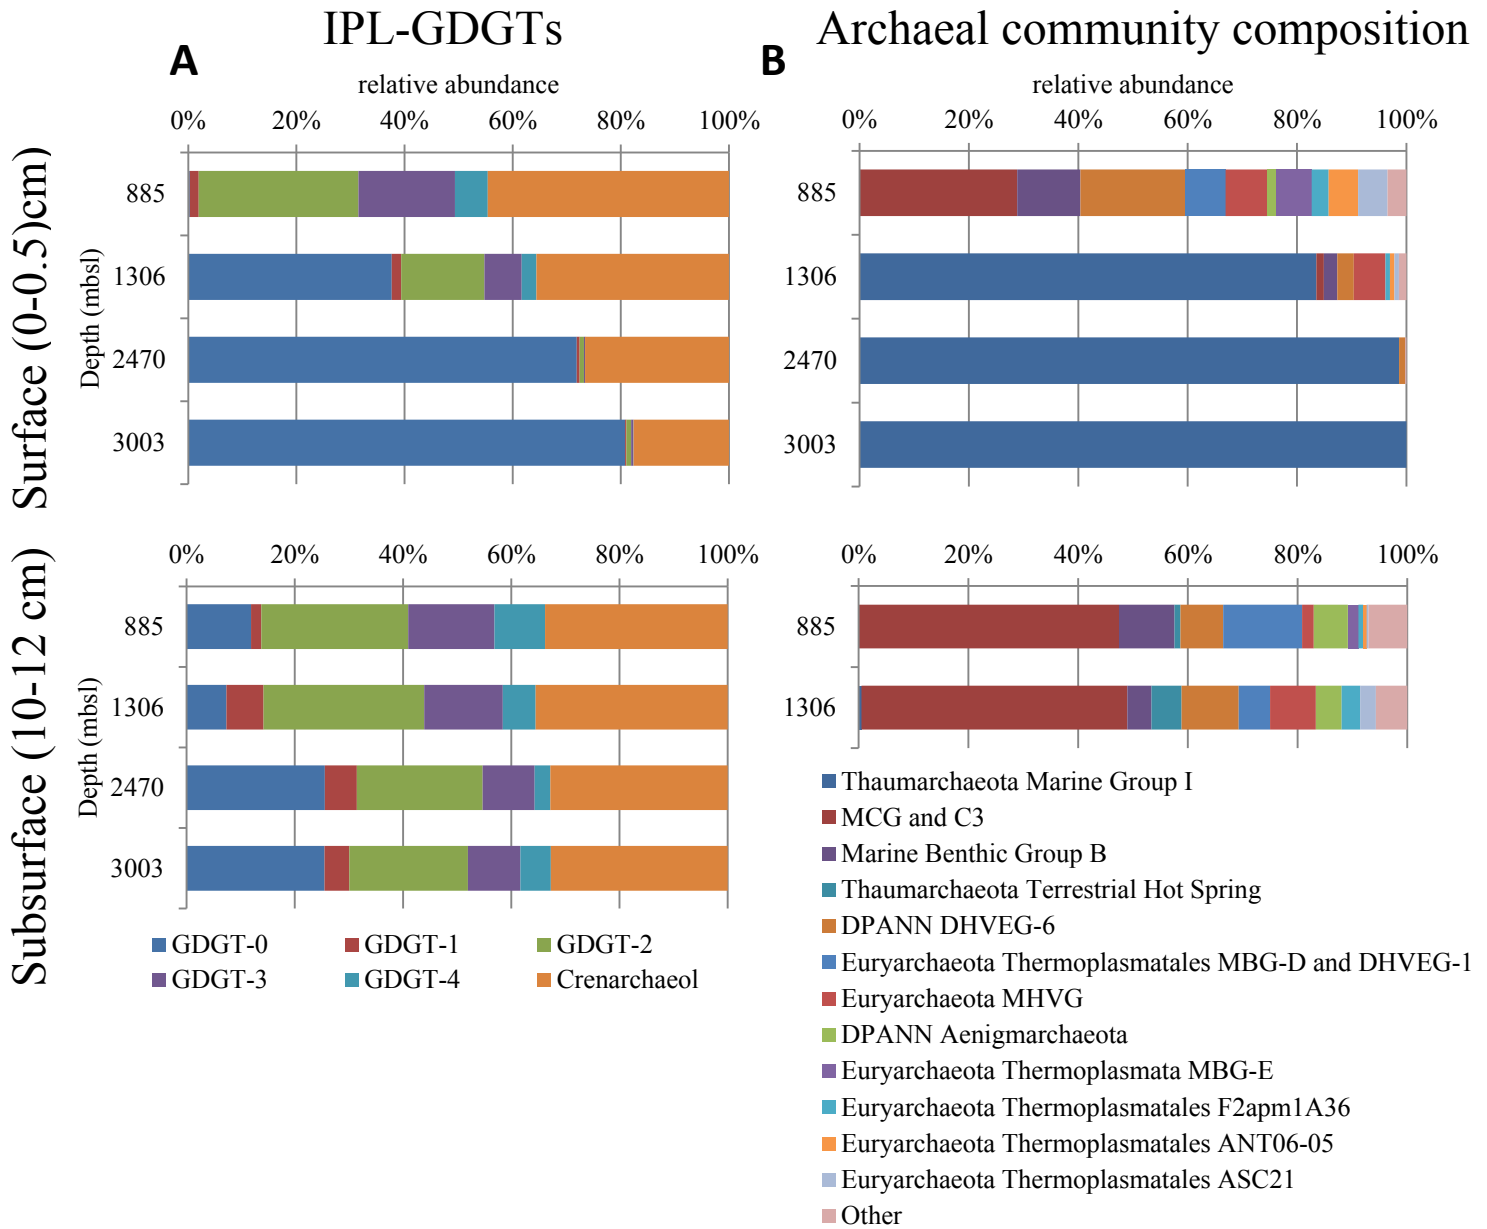 IPL-GDGTs
Archaeal community composition
A
B
relative abundance
relative abundance
0% 20% 40% 60% 80% 100%
0% 20% 40% 60% 80% 100%
Surface (0-0.5)cm
Depth (mbsl)
885
1306
2470
3003
885
1306
2470
3003
Subsurface (10-12 cm)
0% 20% 40% 60% 80% 100%
0% 20% 40% 60% 80% 100%
Depth (mbsl)
885
1306
2470
3003
885
1306
GDGT-0 GDGT-1 GDGT-2
GDGT-3 GDGT-4 Crenarchaeol
Thaumarchaeota Marine Group I
MCG and C3
Marine Benthic Group B
Thaumarchaeota Terrestrial Hot Spring
DPANN DHVEG-6
Euryarchaeota Thermoplasmatales MBG-D and DHVEG-1
Euryarchaeota MHVG
DPANN Aenigmarchaeota
Euryarchaeota Thermoplasmata MBG-E
Euryarchaeota Thermoplasmatales F2apm1A36
Euryarchaeota Thermoplasmatales ANT06-05
Euryarchaeota Thermoplasmatales ASC21
Other